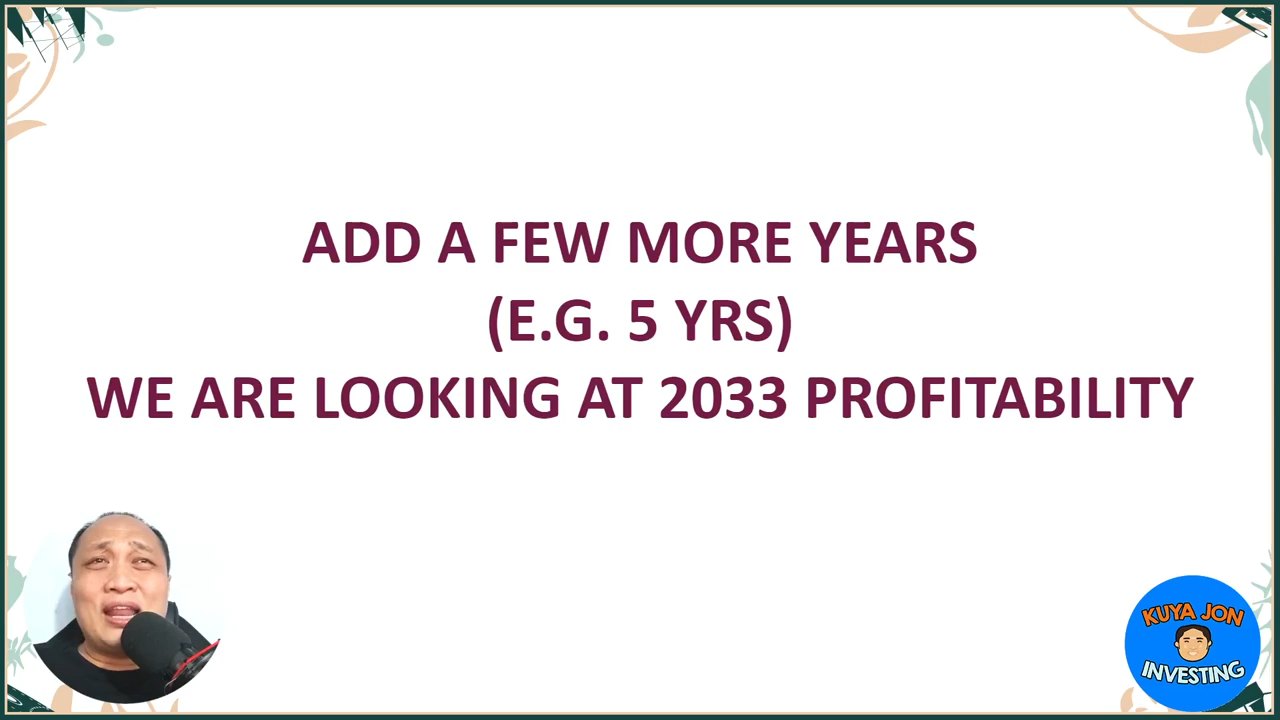 ADD A FEW MORE YEARS
(E.G. 5 YRS)
WE ARE LOOKING AT 2033 PROFITABILITY
KUYA JON
INVESTING